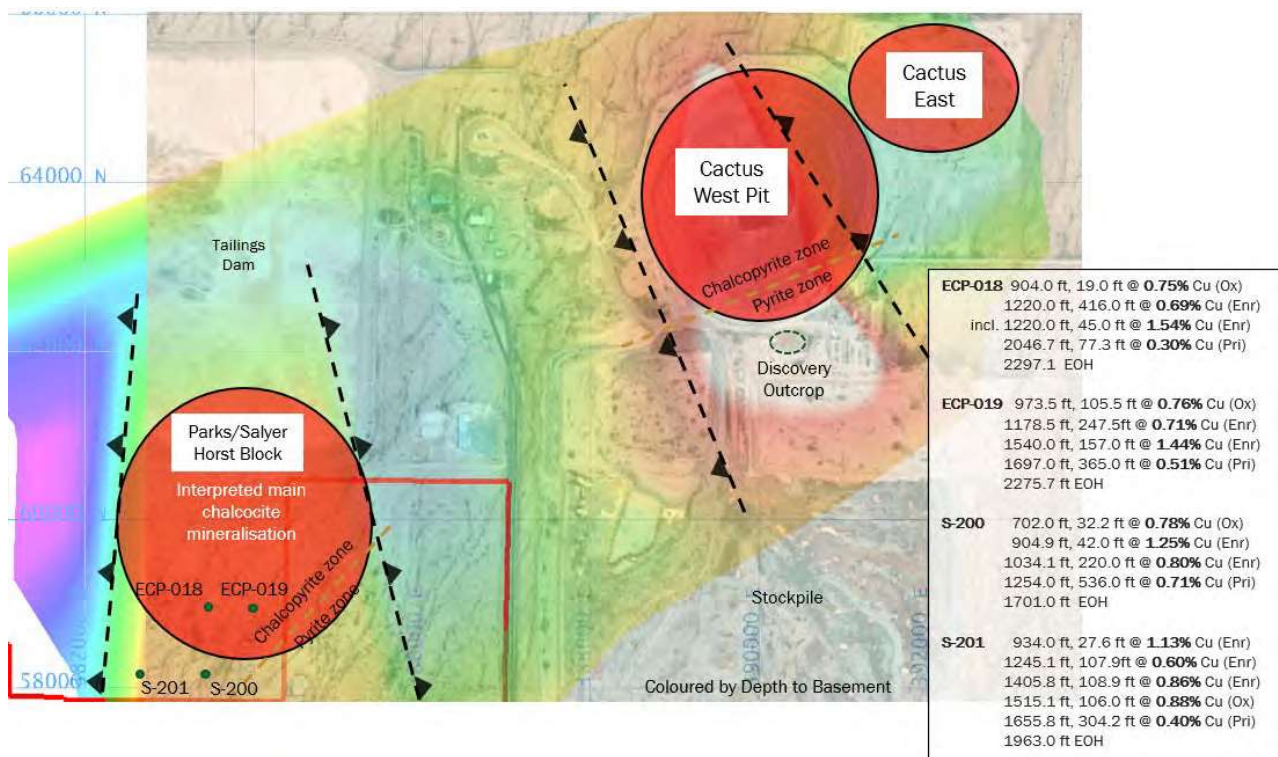 64000 N
Cactus
East
Cactus
West Pit
Tailings
Dam
Chalcopyrite zone
Pyrite zone
Discovery
Outcrop
Parks/Salyer
Horst Block
Interpreted main
chalcocite
mineralisation
ECP-018 ECP-019
Chalcopyrite zone
Pyrite zone
S-201 S-200
58000
Stockpile
Coloured by Depth to Basement
ECP-018 904.0 ft, 19.0 ft @ 0.75% Cu (Ox)
1220.0 ft, 416.0 ft @ 0.69% Cu (Enr)
incl. 1220.0 ft, 45.0 ft @ 1.54% Cu (Enr)
2046.7 ft, 77.3 ft @ 0.30% Cu (Pri)
2297.1 EOH
ECP-019 973.5 ft, 105.5 ft @ 0.76% Cu (Ox)
1178.5 ft, 247.5ft @ 0.71% Cu (Enr)
1540.0 ft, 157.0 ft @ 1.44% Cu (Enr)
1697.0 ft, 365.0 ft @ 0.51% Cu (Pri)
2275.7 ft EOH
S-200 702.0 ft, 32.2 ft @ 0.78% Cu (Ox)
904.9 ft, 42.0 ft @ 1.25% Cu (Enr)
1034.1 ft, 220.0 ft @ 0.80% Cu (Enr)
1254.0 ft, 536.0 ft @ 0.71% Cu (Pri)
1701.0 ft EOH
S-201 934.0 ft, 27.6 ft @ 1.13% Cu (Enr)
1245.1 ft, 107.9ft @ 0.60% Cu (Enr)
1405.8 ft, 108.9 ft @ 0.86% Cu (Enr)
1515.1 ft, 106.0 ft @ 0.88% Cu (Ox)
1655.8 ft, 304.2 ft @ 0.40% Cu (Pri)
1963.0 ft EOH